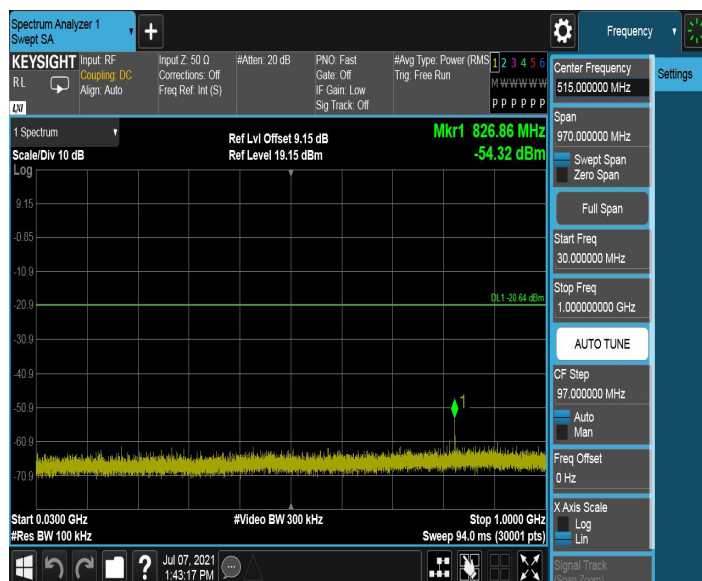 Spectrum Analyzer 1
Swept SA
+
Frequency
KEYSIGHT
RL
LXI
Input: RF
Coupling: DC
Align: Auto
Input Z: 50 Ω
Corrections: Off
Freq Ref: Int (S)
#Atten: 20 dB
PNO: Fast
Gate: Off
IF Gain: Low
Sig Track: Off
#Avg Type: Power (RMS
Trig: Free Run
1 2 3 4 5 6
M W W W W W
P P P P P P
1 Spectrum
Scale/Div 10 dB
Log
Ref Lvl Offset 9.15 dB
Ref Level 19.15 dBm
Mkr1 826.86 MHz
-54.32 dBm
9.15
-0.85
-10.9
-20.9
-30.9
-40.9
-50.9
-60.9
-70.9
DL1 -20.64 dBm
1
Start 0.0300 GHz
#Res BW 100 kHz
#Video BW 300 kHz
Stop 1.0000 GHz
Sweep 94.0 ms (30001 pts)
Center Frequency
515.000000 MHz
Settings
Span
970.000000 MHz
Swept Span
Zero Span
Full Span
Start Freq
30.000000 MHz
Stop Freq
1.000000000 GHz
AUTO TUNE
CF Step
97.000000 MHz
Auto
Man
Freq Offset
0 Hz
X Axis Scale
Log
Lin
Signal Track
(Span Zoom)
?
Jul 07, 2021
1:43:17 PM